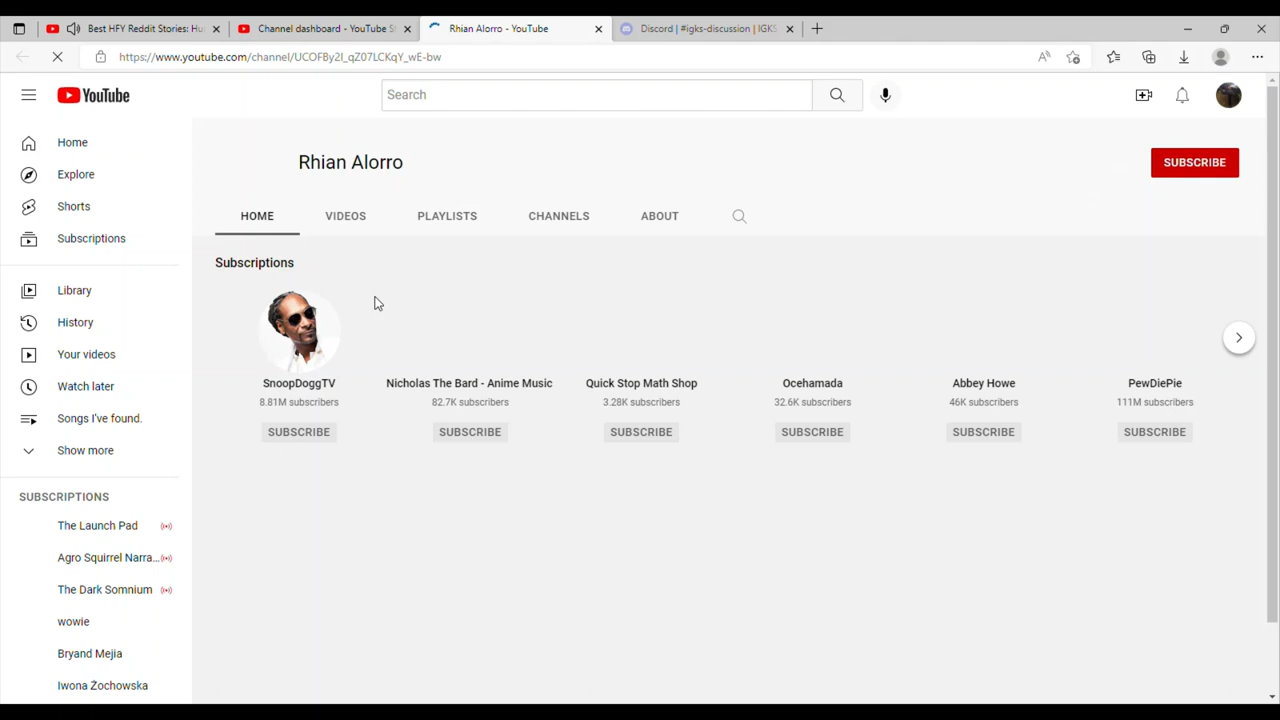 Best HFY Reddit Stories: Hu
Channel dashboard - YouTube S
Rhian Alorro - YouTube
Discord | #igks-discussion | IGKS
https://www.youtube.com/channel/UCOFBy2l_qZ07LCKqY_wE-bw
YouTube
Search
Home
Explore
Shorts
Subscriptions
Library
History
Your videos
Watch later
Songs I've found.
Show more
SUBSCRIPTIONS
The Launch Pad
Agro Squirrel Narra...
The Dark Somnium
wowie
Bryand Mejia
Iwona Żochowska
Rhian Alorro
SUBSCRIBE
HOME VIDEOS PLAYLISTS CHANNELS ABOUT
Subscriptions
SnoopDoggTV
8.81M subscribers
SUBSCRIBE
Nicholas The Bard - Anime Music
82.7K subscribers
SUBSCRIBE
Quick Stop Math Shop
3.28K subscribers
SUBSCRIBE
Ocehamada
32.6K subscribers
SUBSCRIBE
Abbey Howe
46K subscribers
SUBSCRIBE
PewDiePie
111M subscribers
SUBSCRIBE